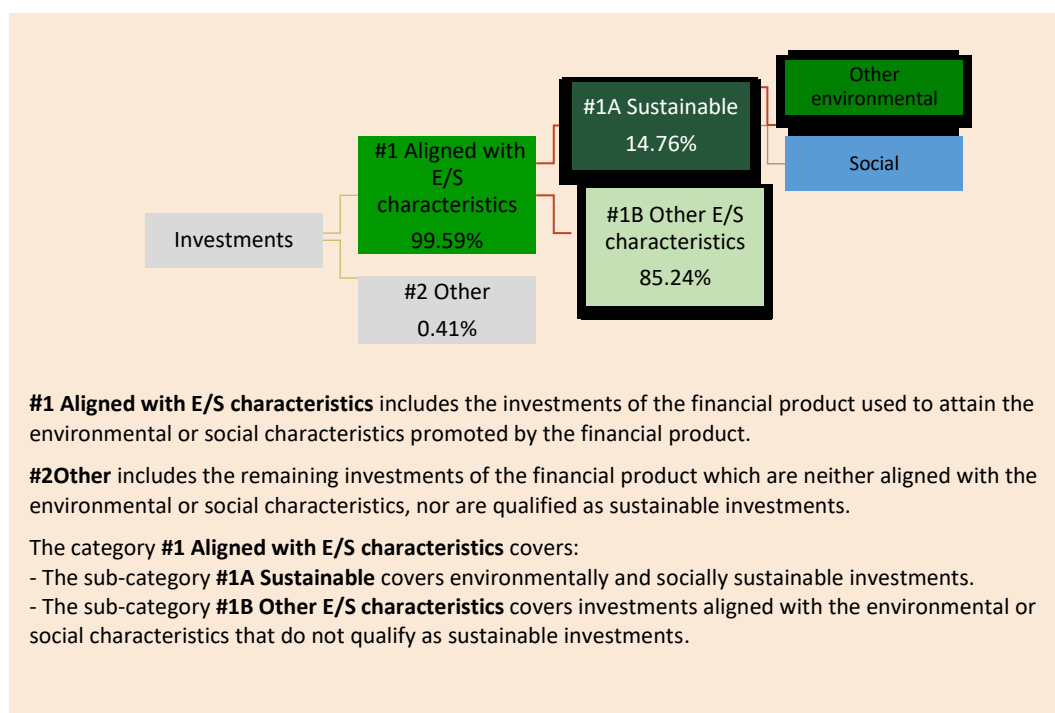 Investments
#1 Aligned with
E/S
characteristics
99.59%
#2 Other
0.41%
#1A Sustainable
14.76%
#1B Other E/S
characteristics
85.24%
Other
environmental
Social
#1 Aligned with E/S characteristics includes the investments of the financial product used to attain the
environmental or social characteristics promoted by the financial product.
#2Other includes the remaining investments of the financial product which are neither aligned with the
environmental or social characteristics, nor are qualified as sustainable investments.
The category #1 Aligned with E/S characteristics covers:
- The sub-category #1A Sustainable covers environmentally and socially sustainable investments.
- The sub-category #1B Other E/S characteristics covers investments aligned with the environmental or
social characteristics that do not qualify as sustainable investments.